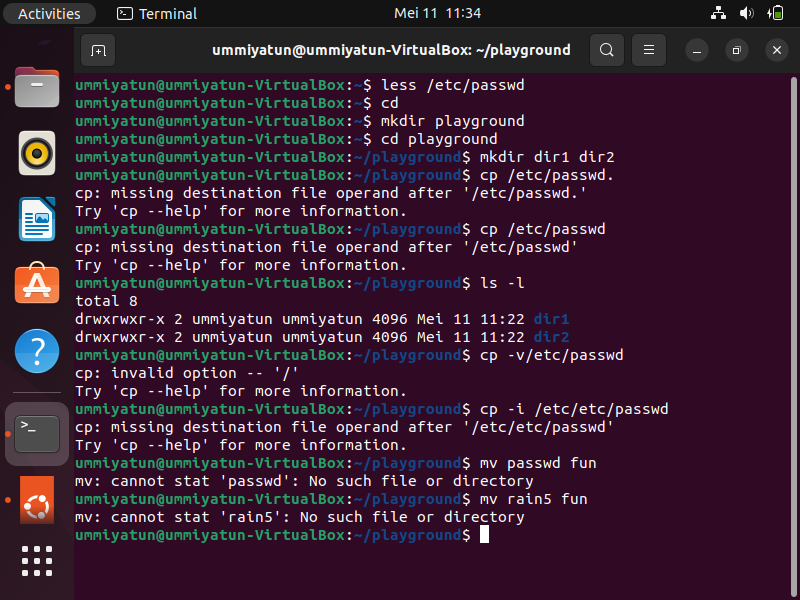 Activities
Terminal
Mei 11 11:34
ummiyatun@ummiyatun-VirtualBox: ~/playground
ummiyatun@ummiyatun-VirtualBox:~$ less /etc/passwd
ummiyatun@ummiyatun-VirtualBox:~$ cd
ummiyatun@ummiyatun-VirtualBox:~$ mkdir playground
ummiyatun@ummiyatun-VirtualBox:~$ cd playground
ummiyatun@ummiyatun-VirtualBox:~/playground$ mkdir dir1 dir2
ummiyatun@ummiyatun-VirtualBox:~/playground$ cp /etc/passwd.
cp: missing destination file operand after '/etc/passwd.'
Try 'cp --help' for more information.
ummiyatun@ummiyatun-VirtualBox:~/playground$ cp /etc/passwd
cp: missing destination file operand after '/etc/passwd'
Try 'cp --help' for more information.
ummiyatun@ummiyatun-VirtualBox:~/playground$ ls -l
total 8
drwxrwxr-x 2 ummiyatun ummiyatun 4096 Mei 11 11:22 dir1
drwxrwxr-x 2 ummiyatun ummiyatun 4096 Mei 11 11:22 dir2
ummiyatun@ummiyatun-VirtualBox:~/playground$ cp -v/etc/passwd
cp: invalid option -- '/'
Try 'cp --help' for more information.
ummiyatun@ummiyatun-VirtualBox:~/playground$ cp -i /etc/etc/passwd
cp: missing destination file operand after '/etc/etc/passwd'
Try 'cp --help' for more information.
ummiyatun@ummiyatun-VirtualBox:~/playground$ mv passwd fun
mv: cannot stat 'passwd': No such file or directory
ummiyatun@ummiyatun-VirtualBox:~/playground$ mv rain5 fun
mv: cannot stat 'rain5': No such file or directory
ummiyatun@ummiyatun-VirtualBox:~/playground$